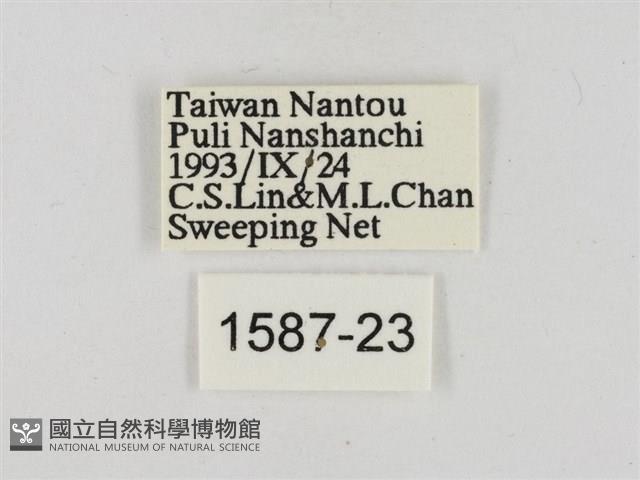 Taiwan Nantou
Puli Nanshanchi
1993/IX/24
C.S.Lin&M.L.Chan
Sweeping Net
1587-23
國立自然科學博物館
NATIONAL MUSEUM OF NATURAL SCIENCE